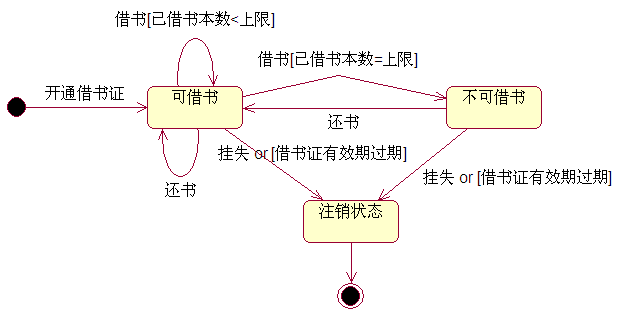 借书[已借书本数<上限]
借书[已借书本数=上限]
开通借书证
可借书
不可借书
还书
挂失 or [借书证有效期过期]
还书
挂失 or [借书证有效期过期]
注销状态